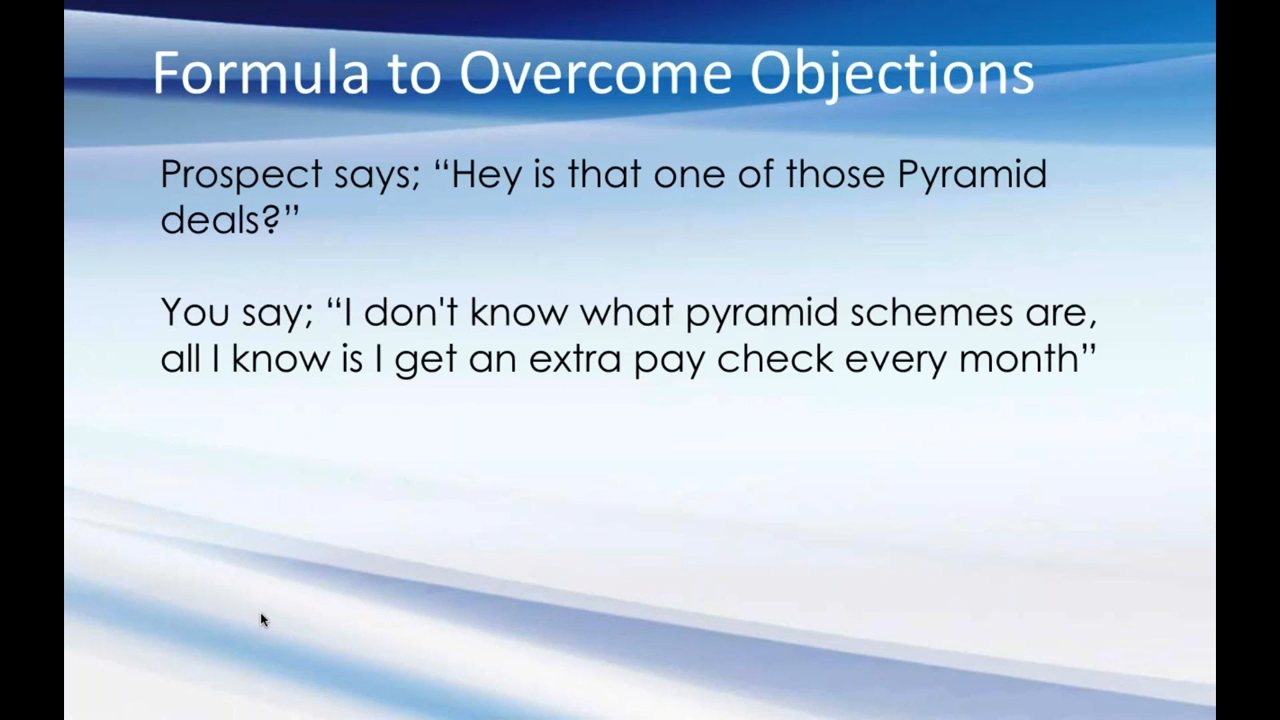 Formula to Overcome Objections
Prospect says; “Hey is that one of those Pyramid
deals?”
You say; “I don't know what pyramid schemes are,
all I know is I get an extra pay check every month”